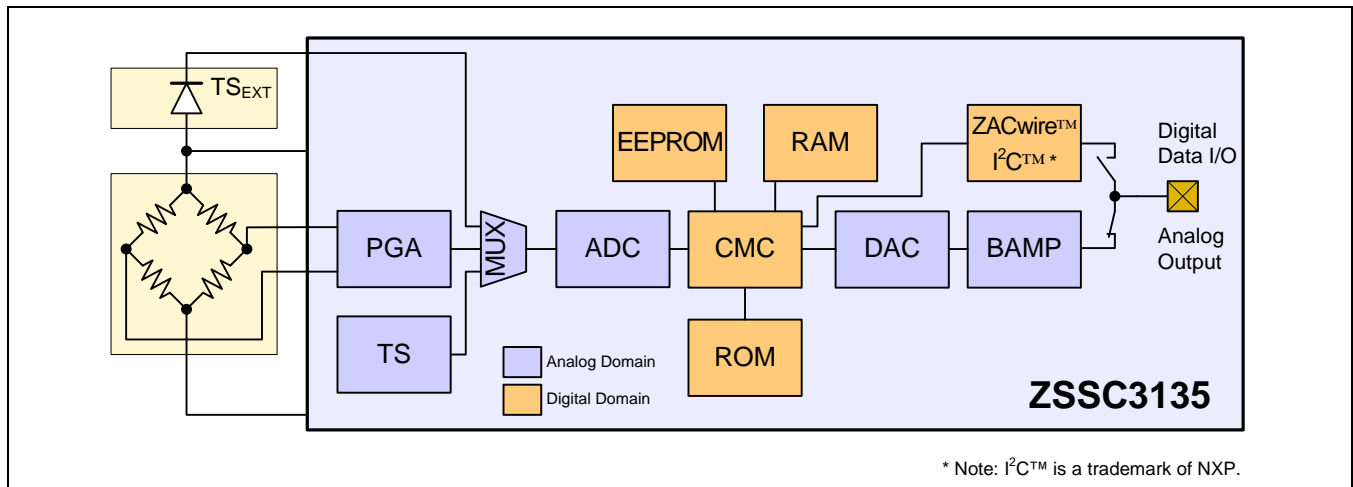 TSEXT
EEPROM
RAM
ZACwire™
I2C™ *
Digital
Data I/O
PGA
MUX
ADC
CMC
DAC
BAMP
Analog
Output
TS
ROM
Analog Domain
Digital Domain
ZSSC3135
* Note: I2C™ is a trademark of NXP.